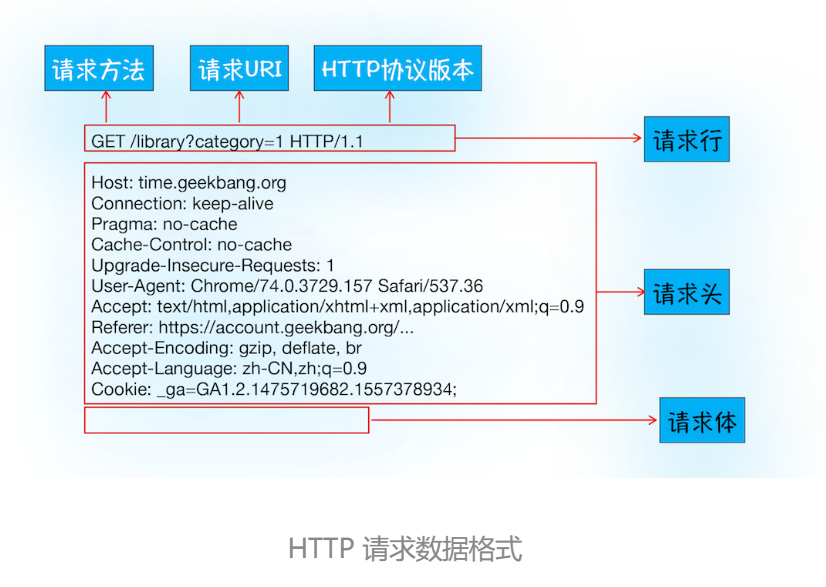 请求方法 请求URI HTTP协议版本
GET /library?category=1 HTTP/1.1
请求行
Host: time.geekbang.org
Connection: keep-alive
Pragma: no-cache
Cache-Control: no-cache
Upgrade-Insecure-Requests: 1
User-Agent: Chrome/74.0.3729.157 Safari/537.36
Accept: text/html,application/xhtml+xml,application/xml;q=0.9
Referer: https://account.geekbang.org/...
Accept-Encoding: gzip, deflate, br
Accept-Language: zh-CN,zh;q=0.9
Cookie: _ga=GA1.2.1475719682.1557378934;
请求头
请求体
HTTP 请求数据格式